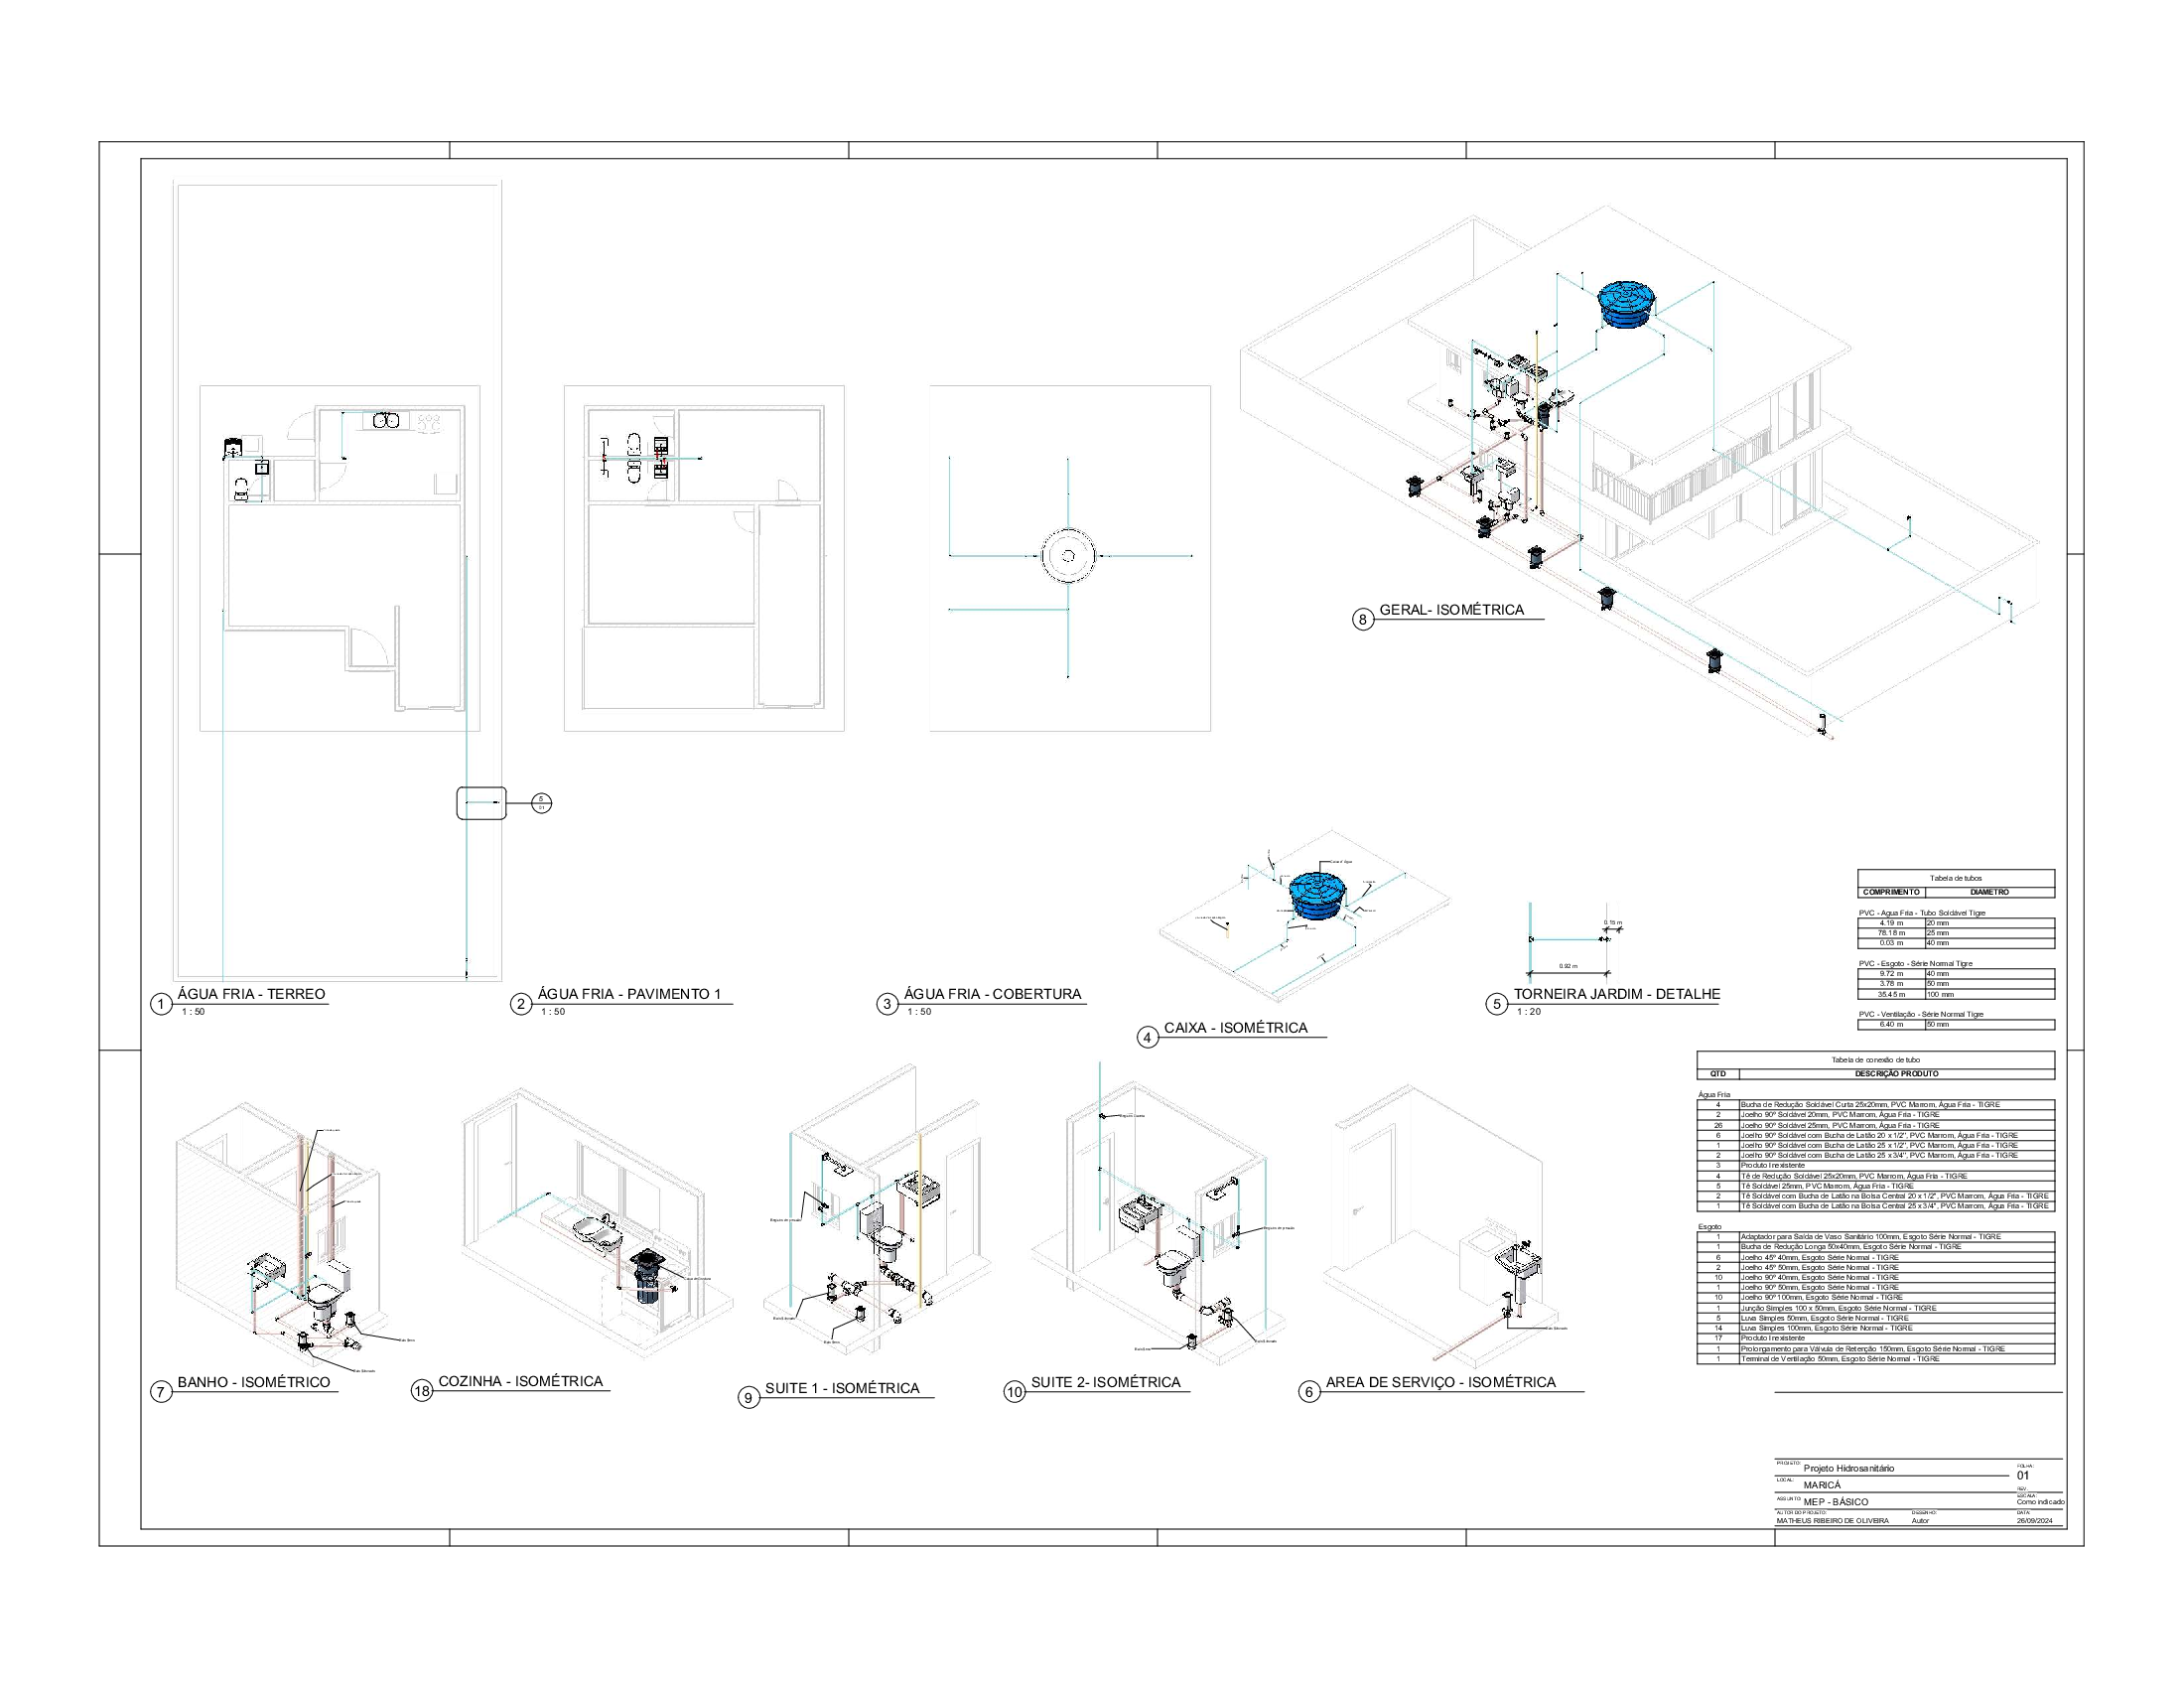 8
GERAL- ISOMÉTRICA
5
01
1
ÁGUA FRIA - TERREO
1 : 50
2
ÁGUA FRIA - PAVIMENTO 1
1 : 50
3
ÁGUA FRIA - COBERTURA
1 : 50
4
CAIXA - ISOMÉTRICA
0.15 m
0.92 m
5
TORNEIRA JARDIM - DETALHE
1 : 20
Tabela de tubos
COMPRIMENTO DIAMETRO
PVC - Agua Fria - Tubo Soldável Tigre
4.19 m 20 mm
78.18 m 25 mm
0.03 m 40 mm
PVC - Esgoto - Série Normal Tigre
9.72 m 40 mm
3.78 m 50 mm
35.45 m 100 mm
PVC - Ventilação - Série Normal Tigre
6.40 m 50 mm
Tabela de conexão de tubo
QTD DESCRIÇÃO PRODUTO
Água Fria
4 Bucha de Redução Soldável Curta 25x20mm, PVC Marrom, Água Fria - TIGRE
2 Joelho 90º Soldável 20mm, PVC Marrom, Água Fria - TIGRE
26 Joelho 90º Soldável 25mm, PVC Marrom, Água Fria - TIGRE
6 Joelho 90º Soldável com Bucha de Latão 20 x 1/2", PVC Marrom, Água Fria - TIGRE
1 Joelho 90º Soldável com Bucha de Latão 25 x 1/2", PVC Marrom, Água Fria - TIGRE
2 Joelho 90º Soldável com Bucha de Latão 25 x 3/4", PVC Marrom, Água Fria - TIGRE
3 Produto Inexistente
4 Tê de Redução Soldável 25x20mm, PVC Marrom, Água Fria - TIGRE
5 Tê Soldável 25mm, PVC Marrom, Água Fria - TIGRE
2 Tê Soldável com Bucha de Latão na Bolsa Central 20 x 1/2", PVC Marrom, Água Fria - TIGRE
1 Tê Soldável com Bucha de Latão na Bolsa Central 25 x 3/4", PVC Marrom, Água Fria - TIGRE
Esgoto
1 Adaptador para Saída de Vaso Sanitário 100mm, Esgoto Série Normal - TIGRE
1 Bucha de Redução Longa 50x40mm, Esgoto Série Normal - TIGRE
6 Joelho 45º 40mm, Esgoto Série Normal - TIGRE
2 Joelho 45º 50mm, Esgoto Série Normal - TIGRE
10 Joelho 90º 40mm, Esgoto Série Normal - TIGRE
1 Joelho 90º 50mm, Esgoto Série Normal - TIGRE
10 Joelho 90º 100mm, Esgoto Série Normal - TIGRE
1 Junção Simples 100 x 50mm, Esgoto Série Normal - TIGRE
5 Luva Simples 50mm, Esgoto Série Normal - TIGRE
14 Luva Simples 100mm, Esgoto Série Normal - TIGRE
17 Produto Inexistente
1 Prolongamento para Válvula de Retenção 150mm, Esgoto Série Normal - TIGRE
1 Terminal de Ventilação 50mm, Esgoto Série Normal - TIGRE
7
BANHO - ISOMÉTRICO
18
COZINHA - ISOMÉTRICA
9
SUITE 1 - ISOMÉTRICA
10
SUITE 2- ISOMÉTRICA
6
AREA DE SERVIÇO - ISOMÉTRICA
PROJETO: Projeto Hidrosanitário
FOLHA: 01
LOCAL: MARICÁ
REV:
ASSUNTO: MEP - BÁSICO
ESCALA: Como indicado
AUTOR DO PROJETO: MATHEUS RIBEIRO DE OLIVEIRA
DESENHO: Autor
DATA: 26/09/2024